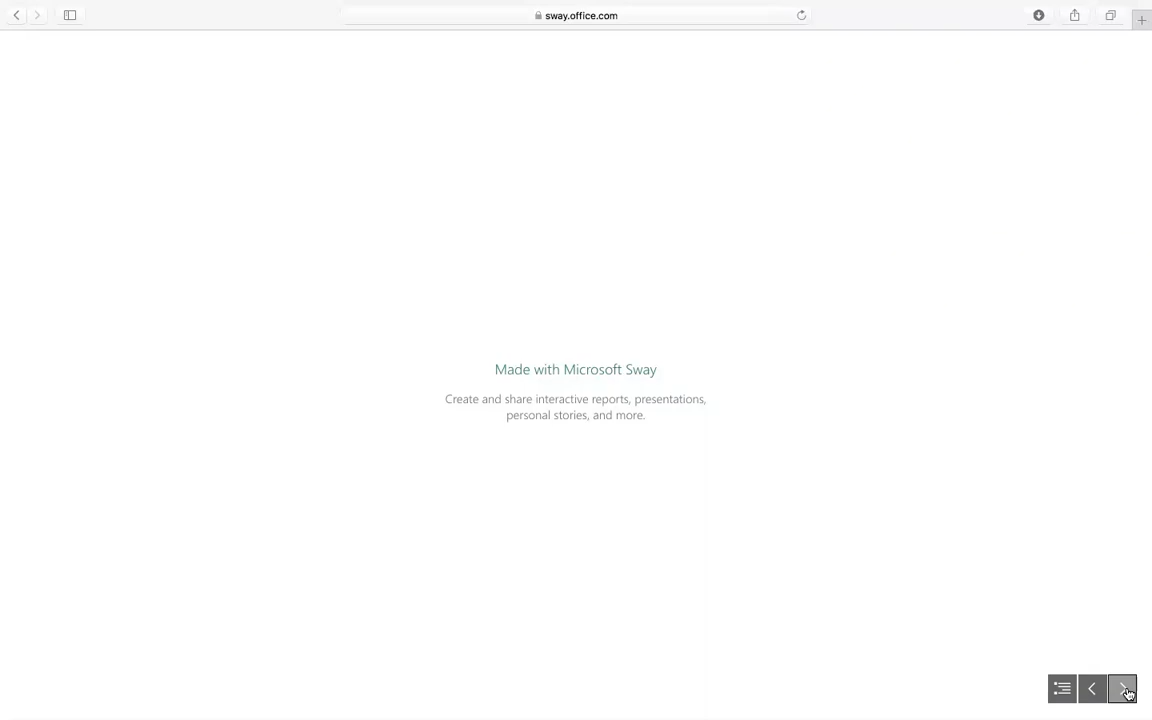 sway.office.com
Made with Microsoft Sway
Create and share interactive reports, presentations,
personal stories, and more.